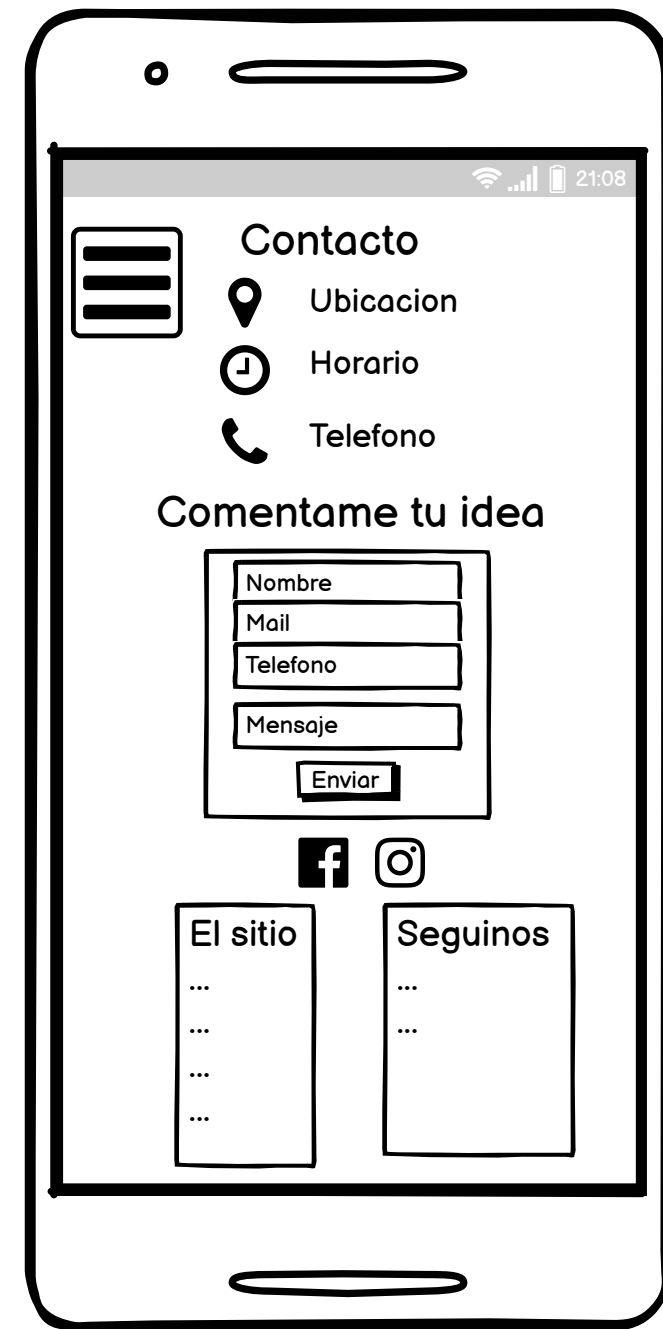 21:08
Contacto
Ubicacion
Horario
Telefono
Comentame tu idea
Nombre
Mail
Telefono
Mensaje
Enviar
El sitio
...
...
...
...
Seguinos
...
...